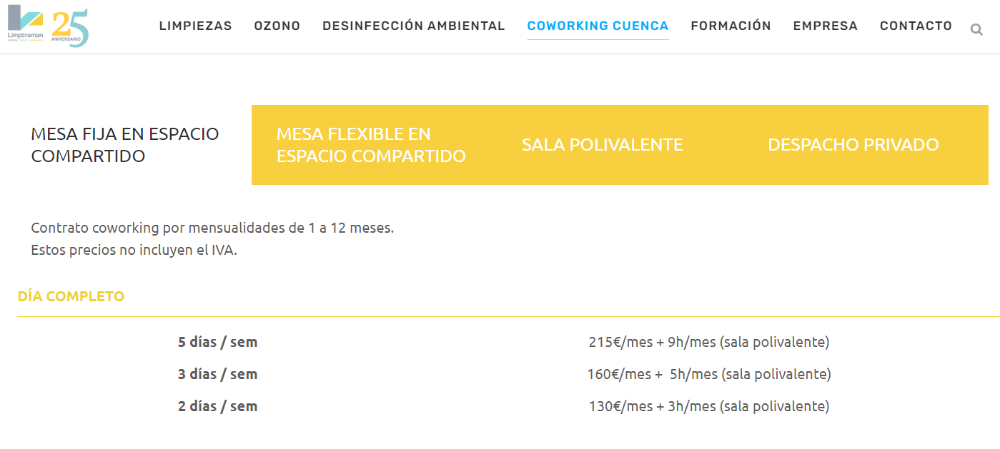 Limptraman
25
ANIVERSARIO
LIMPIEZAS OZONO DESINFECCIÓN AMBIENTAL COWORKING CUENCA FORMACIÓN EMPRESA CONTACTO
MESA FIJA EN ESPACIO
COMPARTIDO
MESA FLEXIBLE EN
ESPACIO COMPARTIDO
SALA POLIVALENTE
DESPACHO PRIVADO
Contrato coworking por mensualidades de 1 a 12 meses.
Estos precios no incluyen el IVA.
DÍA COMPLETO
5 días / sem 215€/mes + 9h/mes (sala polivalente)
3 días / sem 160€/mes + 5h/mes (sala polivalente)
2 días / sem 130€/mes + 3h/mes (sala polivalente)